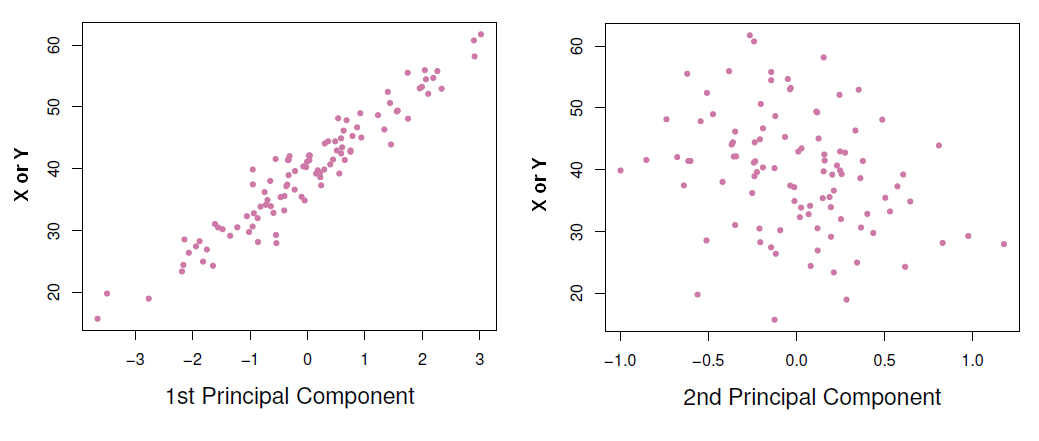 X or Y
60
50
40
30
20
−3 −2 −1 0 1 2 3
1st Principal Component
X or Y
60
50
40
30
20
−1.0 −0.5 0.0 0.5 1.0
2nd Principal Component